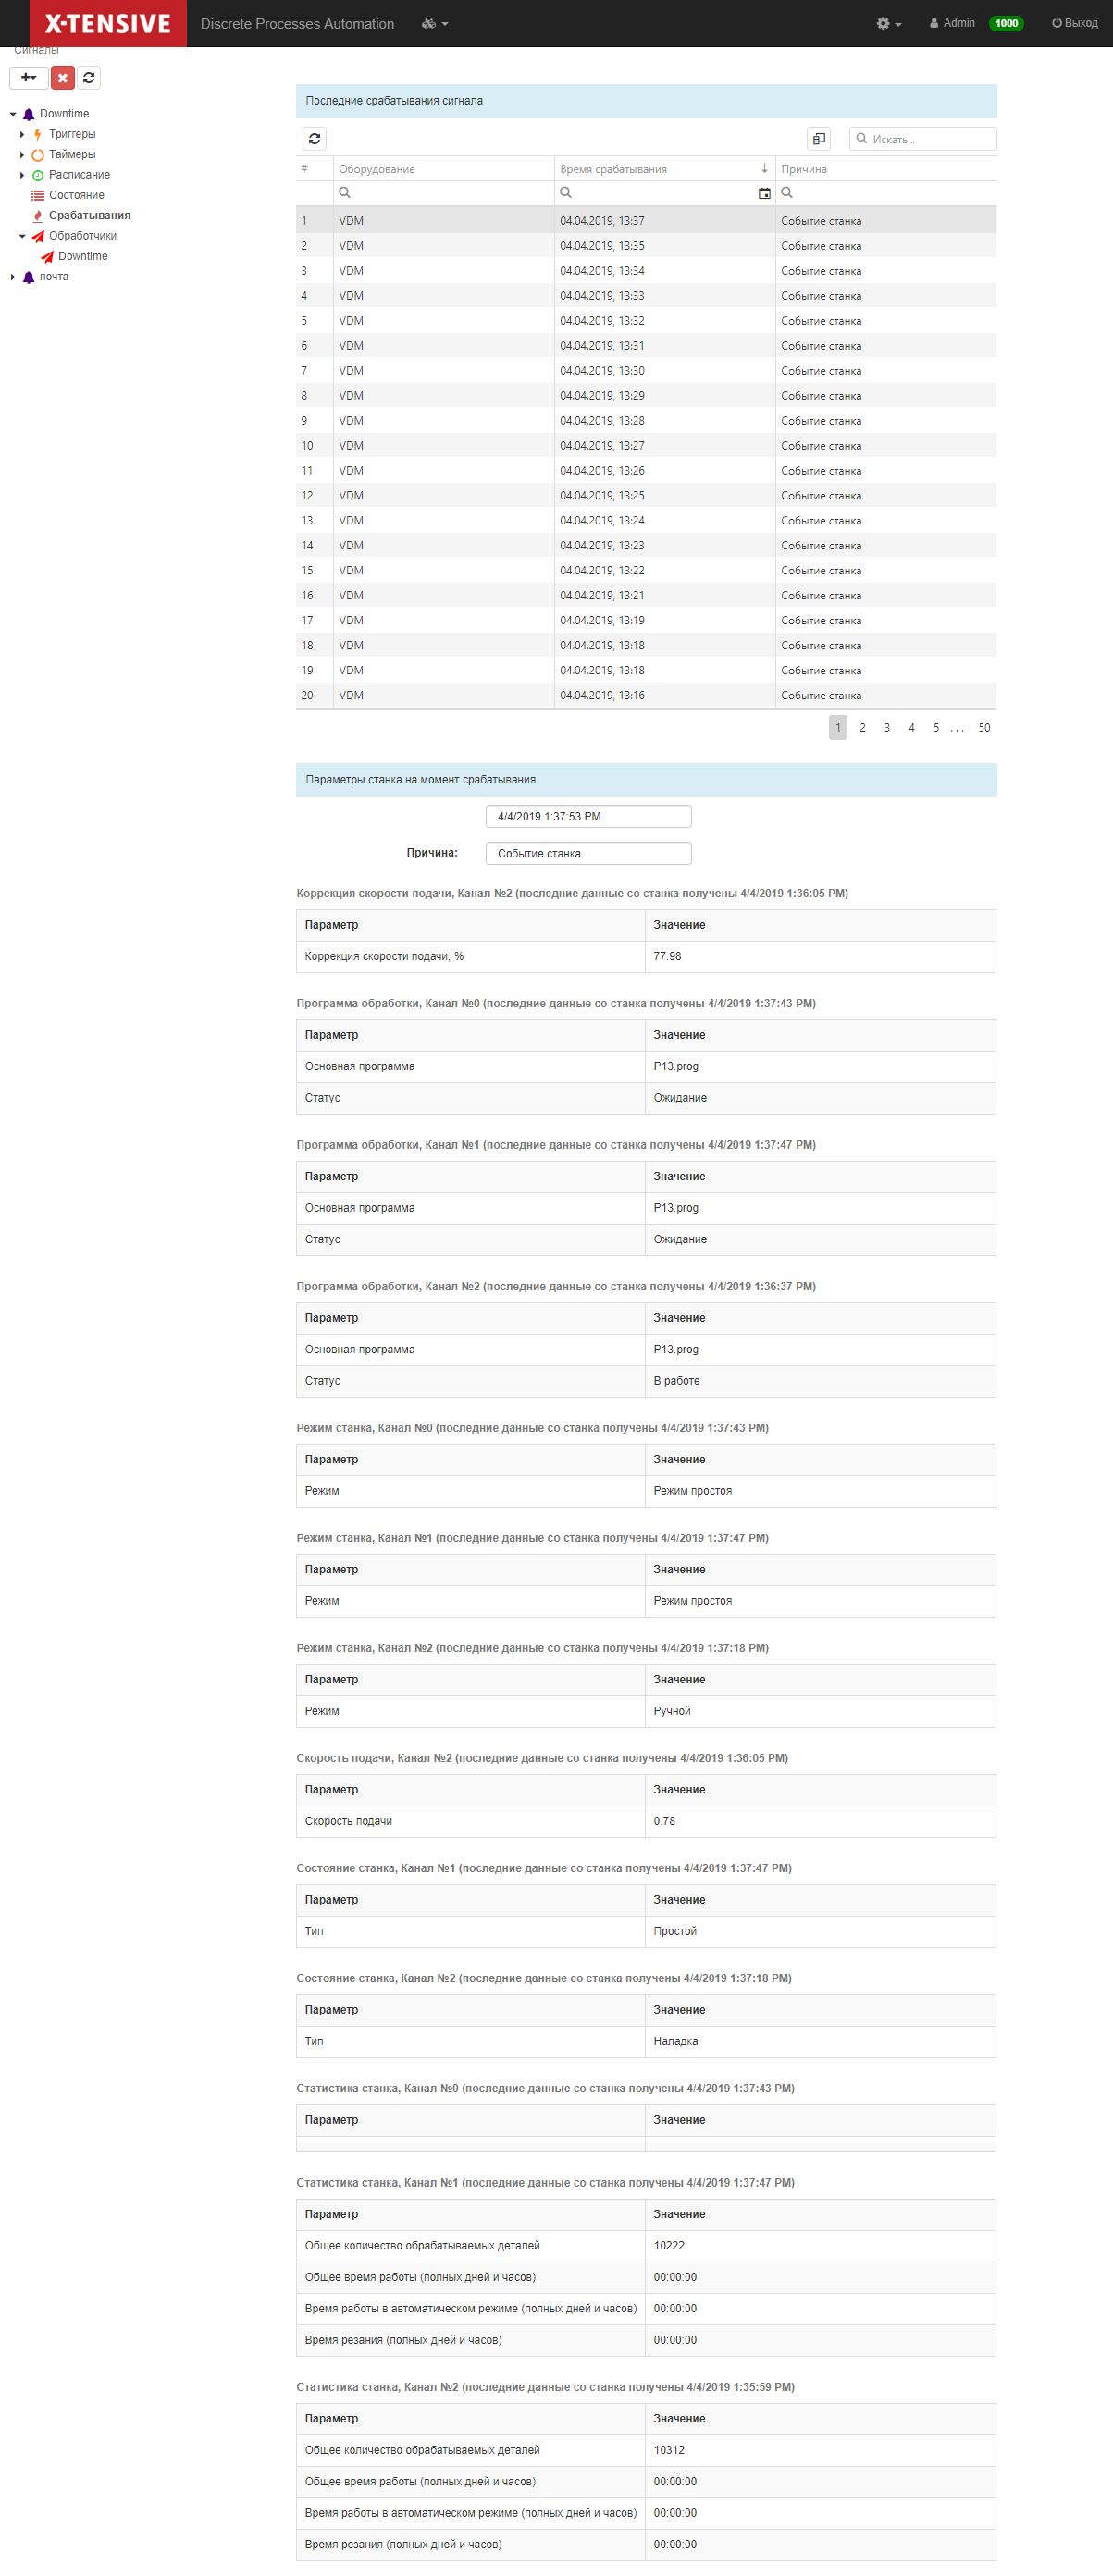 X-TENSIVE Discrete Processes Automation Admin 1000 Выход
Сигналы
Downtime
Триггеры
Таймеры
Расписание
Состояние
Срабатывания
Обработчики
Downtime
почта
Последние срабатывания сигнала
Искать...
# Оборудование Время срабатывания Причина
1 VDM 04.04.2019, 13:37 Событие станка
2 VDM 04.04.2019, 13:35 Событие станка
3 VDM 04.04.2019, 13:34 Событие станка
4 VDM 04.04.2019, 13:33 Событие станка
5 VDM 04.04.2019, 13:32 Событие станка
6 VDM 04.04.2019, 13:31 Событие станка
7 VDM 04.04.2019, 13:30 Событие станка
8 VDM 04.04.2019, 13:29 Событие станка
9 VDM 04.04.2019, 13:28 Событие станка
10 VDM 04.04.2019, 13:27 Событие станка
11 VDM 04.04.2019, 13:26 Событие станка
12 VDM 04.04.2019, 13:25 Событие станка
13 VDM 04.04.2019, 13:24 Событие станка
14 VDM 04.04.2019, 13:23 Событие станка
15 VDM 04.04.2019, 13:22 Событие станка
16 VDM 04.04.2019, 13:21 Событие станка
17 VDM 04.04.2019, 13:19 Событие станка
18 VDM 04.04.2019, 13:18 Событие станка
19 VDM 04.04.2019, 13:18 Событие станка
20 VDM 04.04.2019, 13:16 Событие станка
1 2 3 4 5 ... 50
Параметры станка на момент срабатывания
4/4/2019 1:37:53 PM
Причина: Событие станка
Коррекция скорости подачи, Канал №2 (последние данные со станка получены 4/4/2019 1:36:05 PM)
Параметр Значение
Коррекция скорости подачи, % 77.98
Программа обработки, Канал №0 (последние данные со станка получены 4/4/2019 1:37:43 PM)
Параметр Значение
Основная программа P13.prog
Статус Ожидание
Программа обработки, Канал №1 (последние данные со станка получены 4/4/2019 1:37:47 PM)
Параметр Значение
Основная программа P13.prog
Статус Ожидание
Программа обработки, Канал №2 (последние данные со станка получены 4/4/2019 1:36:37 PM)
Параметр Значение
Основная программа P13.prog
Статус В работе
Режим станка, Канал №0 (последние данные со станка получены 4/4/2019 1:37:43 PM)
Параметр Значение
Режим Режим простоя
Режим станка, Канал №1 (последние данные со станка получены 4/4/2019 1:37:47 PM)
Параметр Значение
Режим Режим простоя
Режим станка, Канал №2 (последние данные со станка получены 4/4/2019 1:37:18 PM)
Параметр Значение
Режим Ручной
Скорость подачи, Канал №2 (последние данные со станка получены 4/4/2019 1:36:05 PM)
Параметр Значение
Скорость подачи 0.78
Состояние станка, Канал №1 (последние данные со станка получены 4/4/2019 1:37:47 PM)
Параметр Значение
Тип Простой
Состояние станка, Канал №2 (последние данные со станка получены 4/4/2019 1:37:18 PM)
Параметр Значение
Тип Наладка
Статистика станка, Канал №0 (последние данные со станка получены 4/4/2019 1:37:43 PM)
Параметр Значение
Статистика станка, Канал №1 (последние данные со станка получены 4/4/2019 1:37:47 PM)
Параметр Значение
Общее количество обрабатываемых деталей 10222
Общее время работы (полных дней и часов) 00:00:00
Время работы в автоматическом режиме (полных дней и часов) 00:00:00
Время резания (полных дней и часов) 00:00:00
Статистика станка, Канал №2 (последние данные со станка получены 4/4/2019 1:35:59 PM)
Параметр Значение
Общее количество обрабатываемых деталей 10312
Общее время работы (полных дней и часов) 00:00:00
Время работы в автоматическом режиме (полных дней и часов) 00:00:00
Время резания (полных дней и часов) 00:00:00